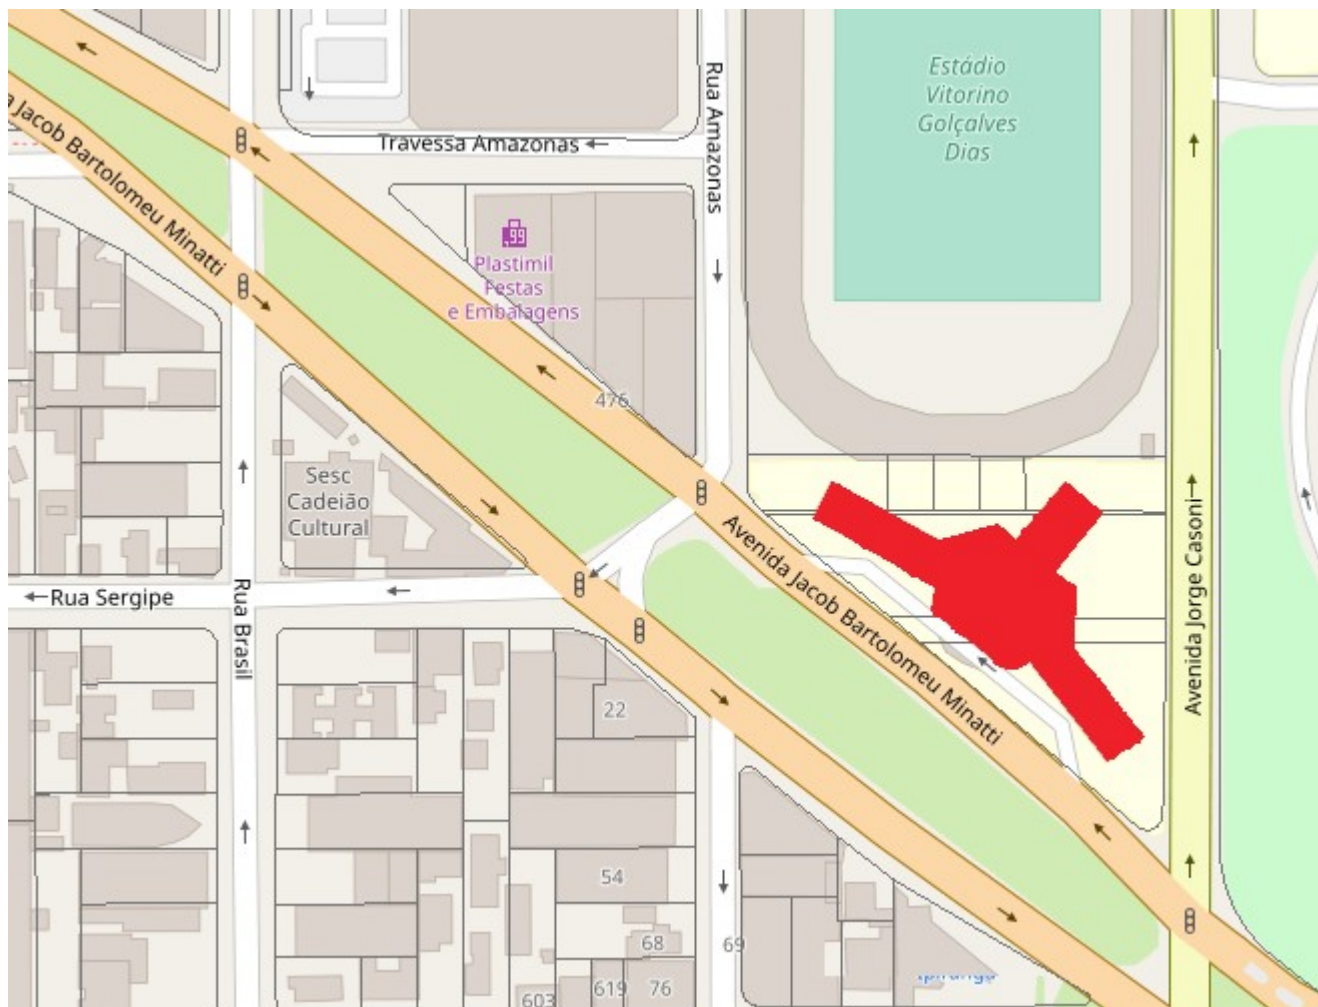 Estádio
Vitorino
Golçalves
Dias
Rua Amazonas
Travessa Amazonas
Jacob Bartolomeu Minatti
99
Plastimil
Festas
e Embalagens
476
Sesc
Cadeião
Cultural
Avenida Jorge Casoni
Avenida Jacob Bartolomeu Minatti
Rua Sergipe
Rua Brasil
22
54
68
69
619
76
603